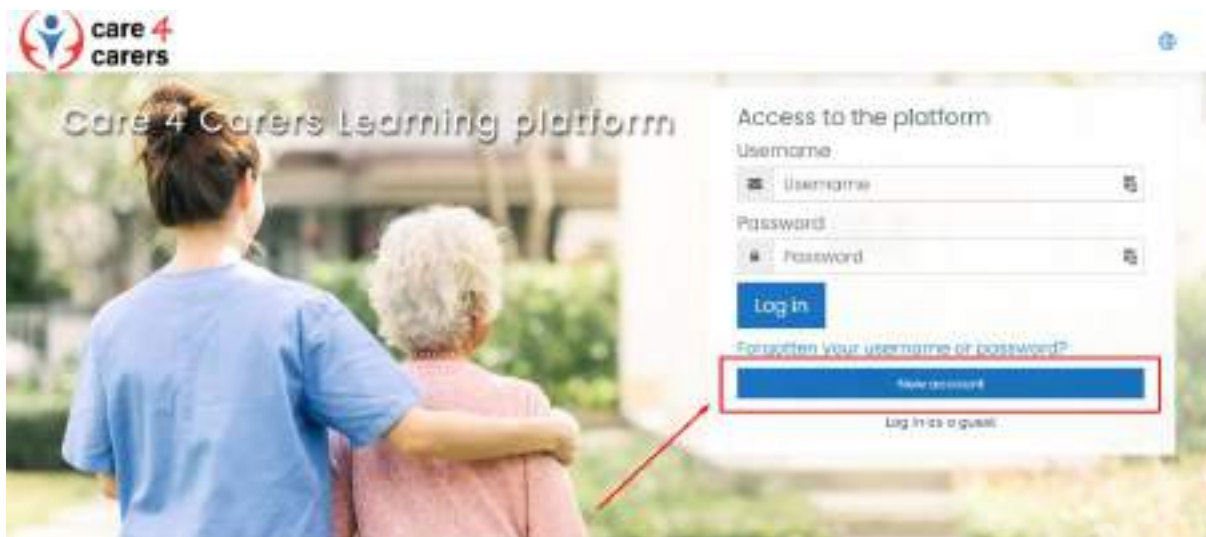 care 4
carers
Care 4 Carers Learning platform
Access to the platform
Username
Username
Password
Password
Log in
Forgotten your username or password?
New account
Log in as a guest